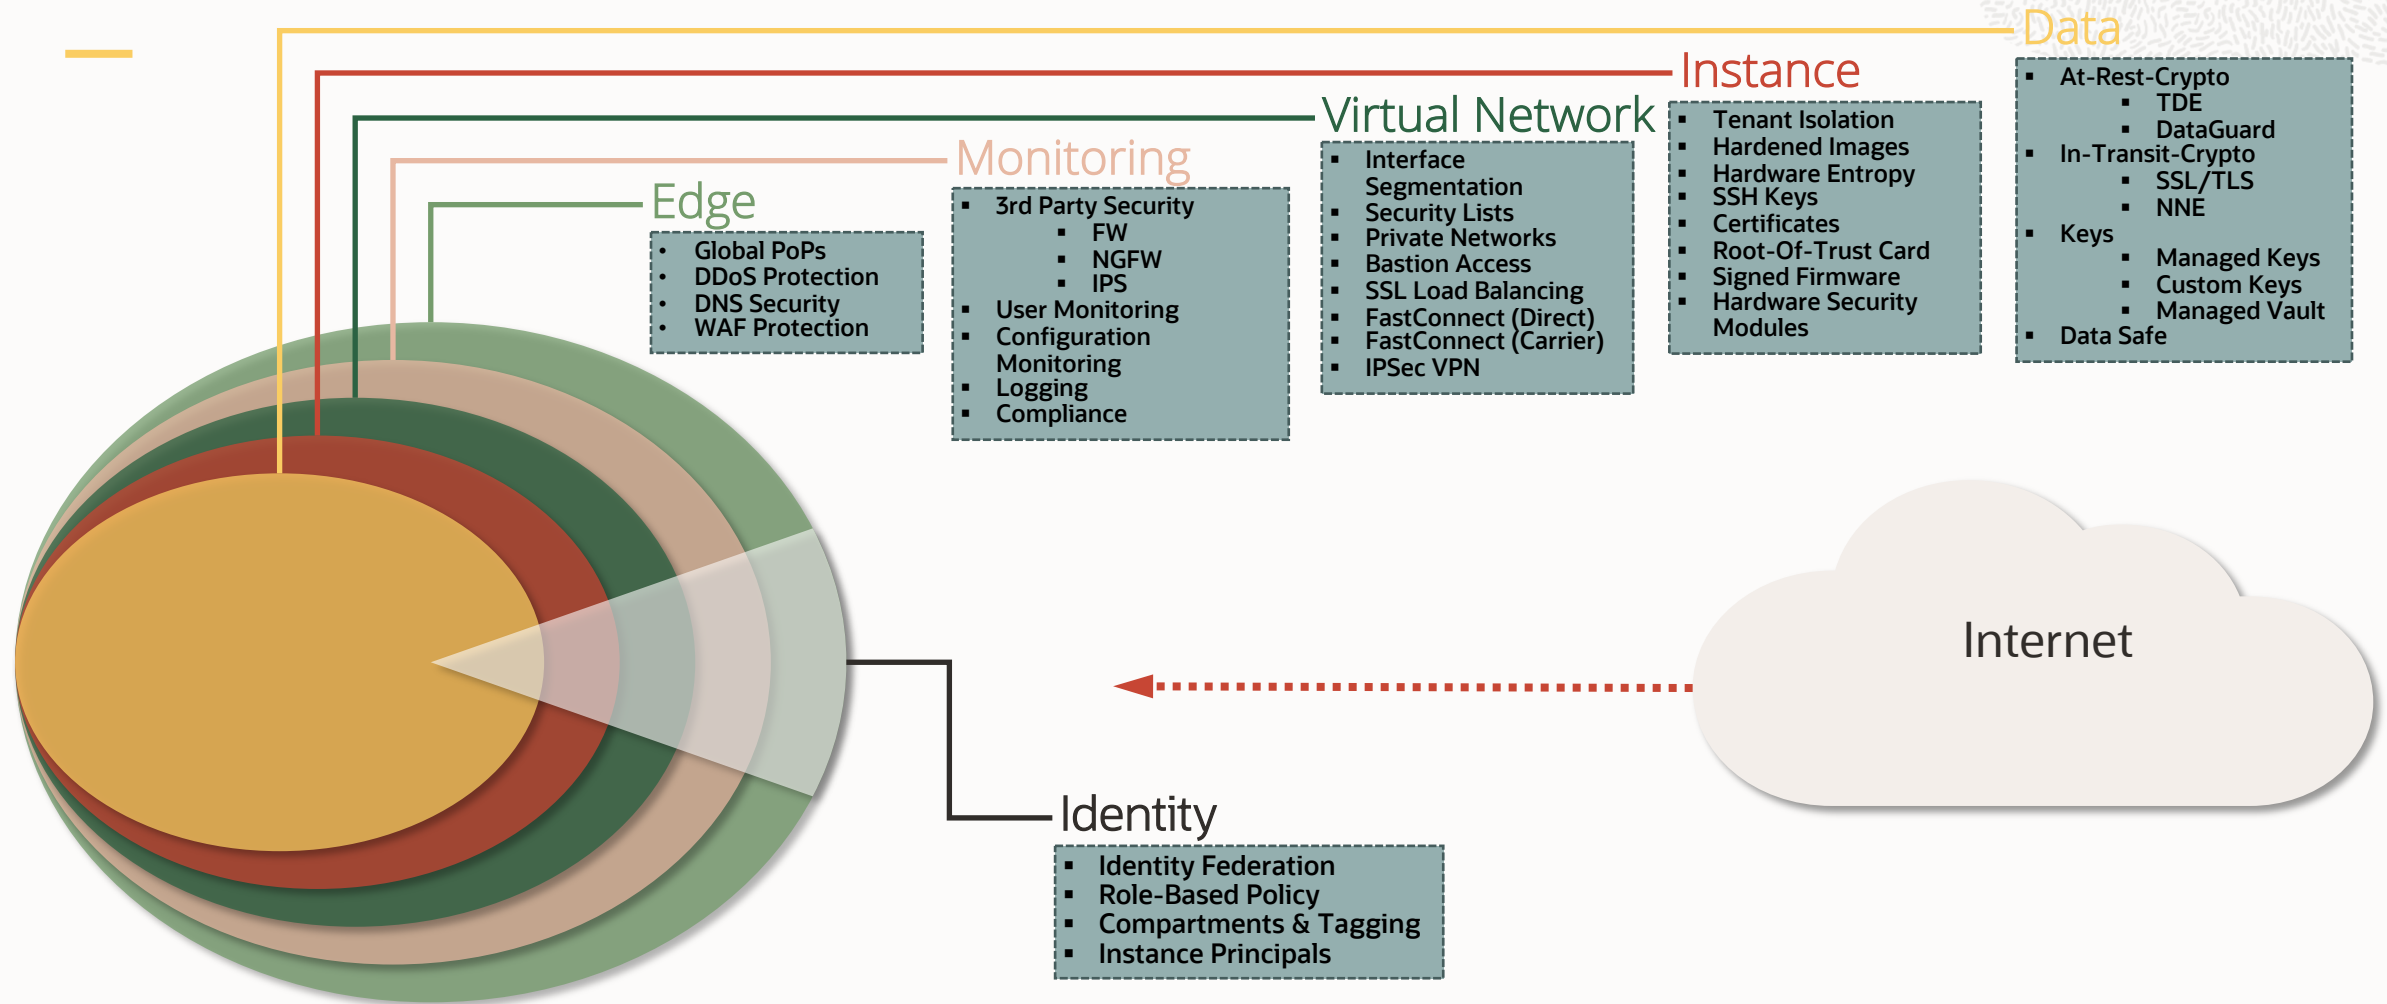 Data
At-Rest-Crypto
TDE
DataGuard
In-Transit-Crypto
SSL/TLS
NNE
Keys
Managed Keys
Custom Keys
Managed Vault
Data Safe
Instance
Tenant Isolation
Hardened Images
Hardware Entropy
SSH Keys
Certificates
Root-Of-Trust Card
Signed Firmware
Hardware Security
Modules
Virtual Network
Interface
Segmentation
Security Lists
Private Networks
Bastion Access
SSL Load Balancing
FastConnect (Direct)
FastConnect (Carrier)
IPSec VPN
Monitoring
3rd Party Security
FW
NGFW
IPS
User Monitoring
Configuration
Monitoring
Logging
Compliance
Edge
Global PoPs
DDoS Protection
DNS Security
WAF Protection
Internet
Identity
Identity Federation
Role-Based Policy
Compartments & Tagging
Instance Principals